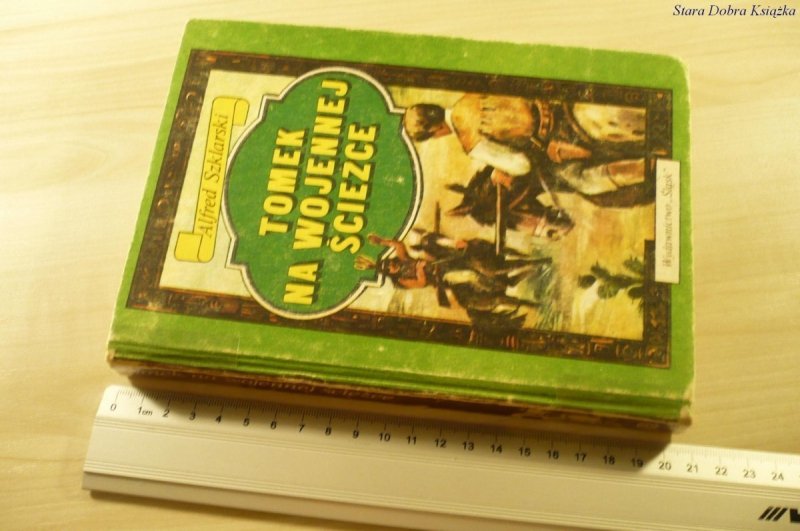 Stara Dobra Książka
Alfred Szklarski
TOMEK
NA WOJENNEJ
ŚCIEŻCE
Wydawnictwo „Śląsk”
0 1cm 2 3 4 5 6 7 8 9 10 11 12 13 14 15 16 17 18 19 20 21 22 23 24